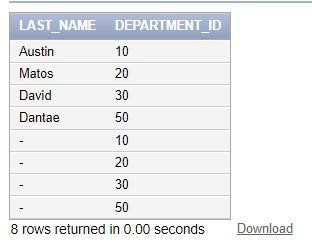 LAST_NAME DEPARTMENT_ID
Austin 10
Matos 20
David 30
Dantae 50
- 10
- 20
- 30
- 50
8 rows returned in 0.00 seconds Download